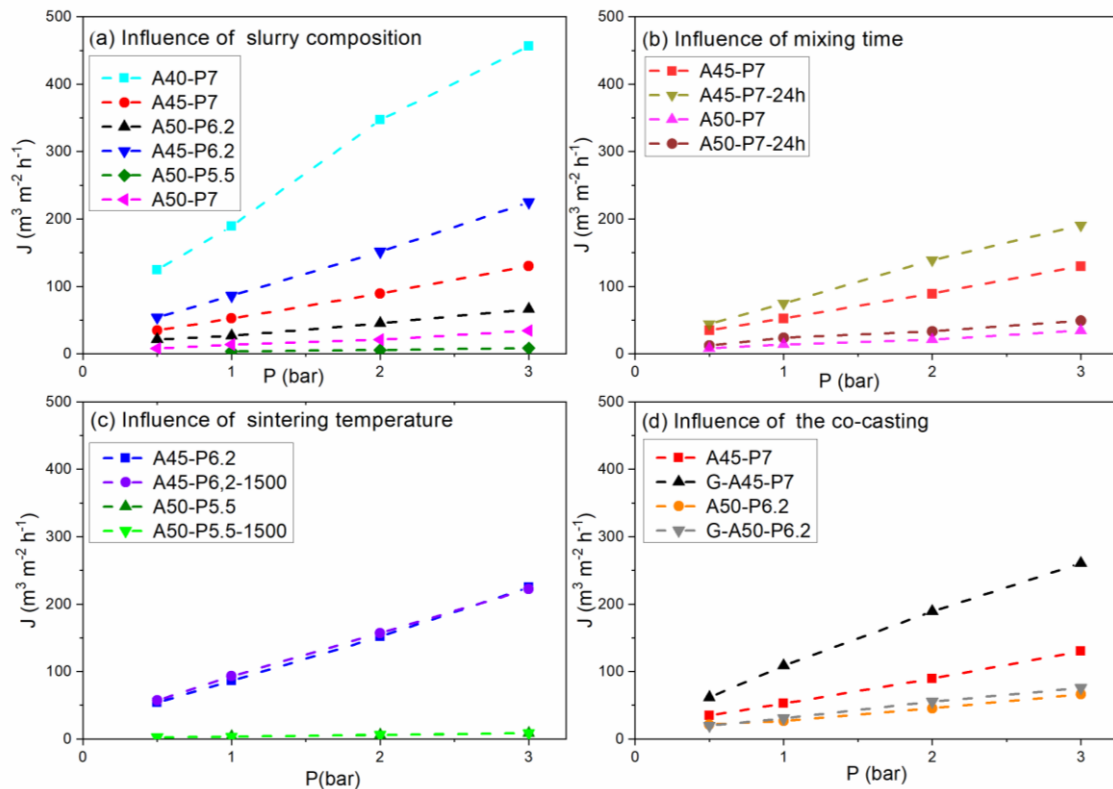 (a) Influence of slurry composition
A40-P7
A45-P7
A50-P6.2
A45-P6.2
A50-P5.5
A50-P7
500
400
300
200
100
0
J (m³ m⁻² h⁻¹)
0 1 2 3
P (bar)
(b) Influence of mixing time
A45-P7
A45-P7-24h
A50-P7
A50-P7-24h
500
400
300
200
100
0
J (m³ m⁻² h⁻¹)
0 1 2 3
P (bar)
(c) Influence of sintering temperature
A45-P6.2
A45-P6,2-1500
A50-P5.5
A50-P5.5-1500
500
400
300
200
100
0
J (m³ m⁻² h⁻¹)
0 1 2 3
P(bar)
(d) Influence of the co-casting
A45-P7
G-A45-P7
A50-P6.2
G-A50-P6.2
500
400
300
200
100
0
J (m³ m⁻² h⁻¹)
0 1 2 3
P (bar)